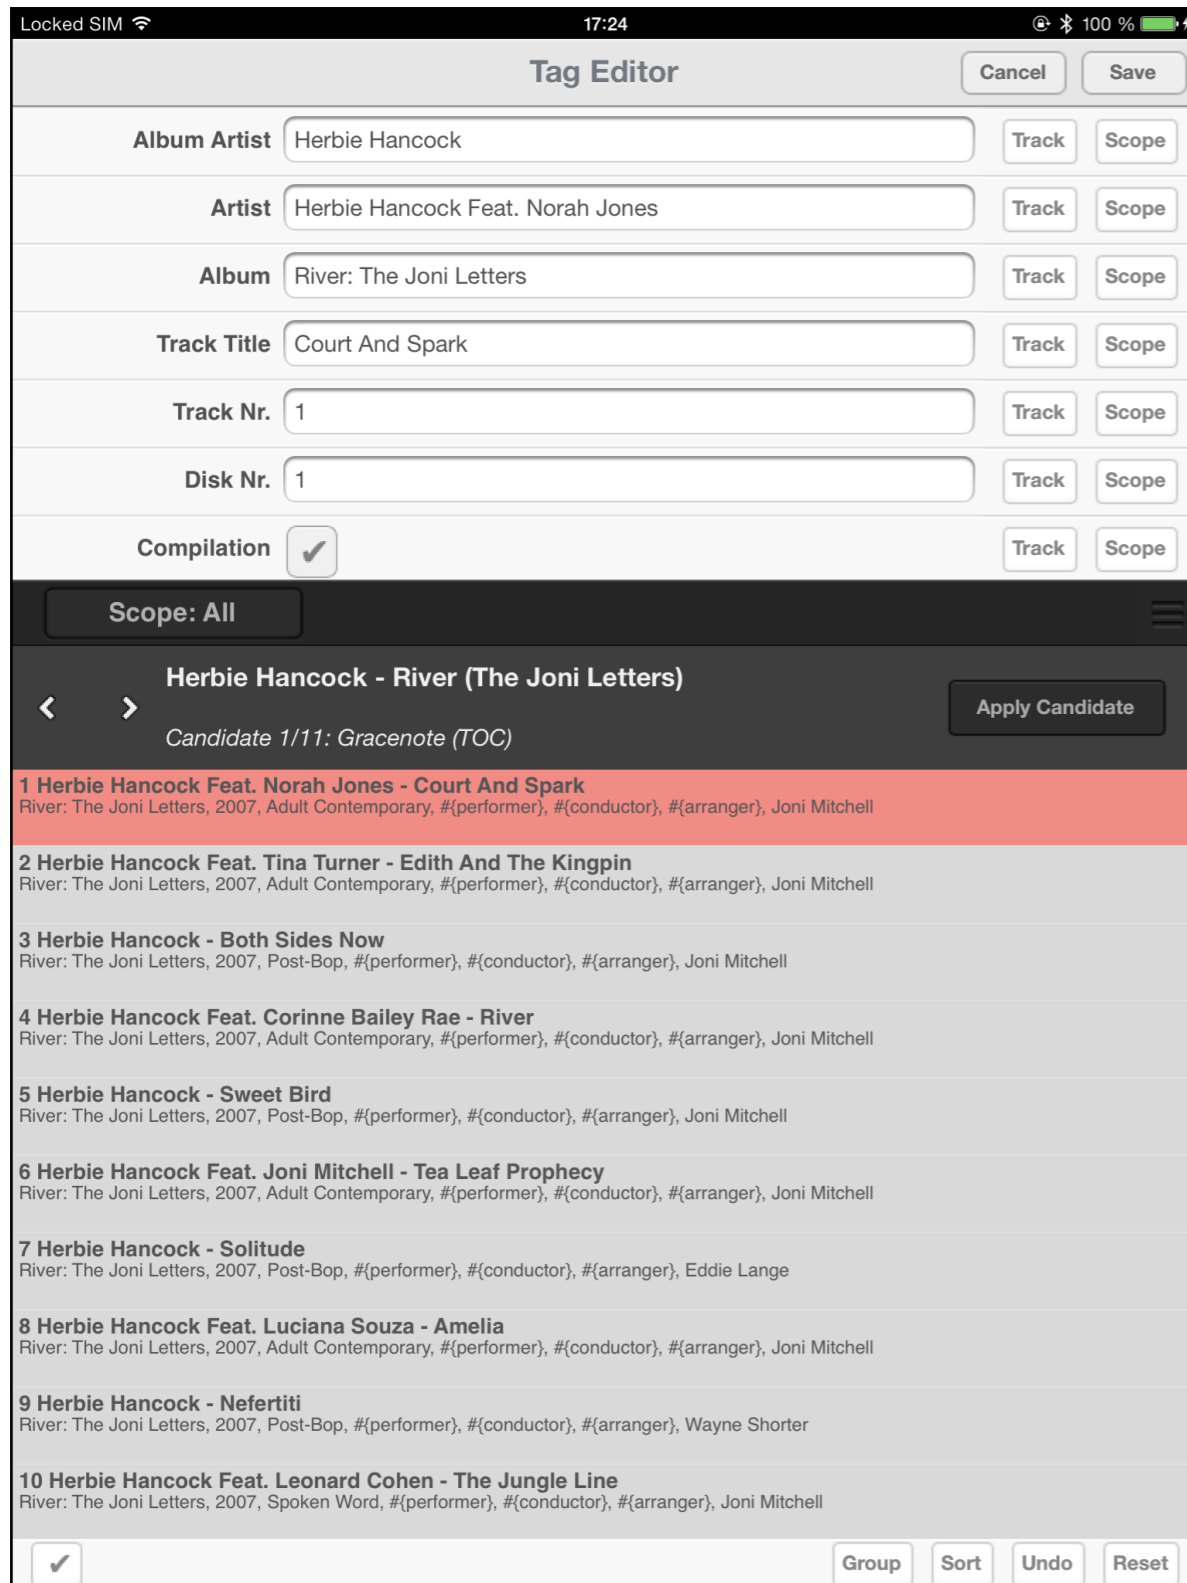 Locked SIM 17:24 100 %
Tag Editor Cancel Save
Album Artist Herbie Hancock Track Scope
Artist Herbie Hancock Feat. Norah Jones Track Scope
Album River: The Joni Letters Track Scope
Track Title Court And Spark Track Scope
Track Nr. 1 Track Scope
Disk Nr. 1 Track Scope
Compilation ✔ Track Scope
Scope: All
Herbie Hancock - River (The Joni Letters)
Apply Candidate
Candidate 1/11: Gracenote (TOC)
1 Herbie Hancock Feat. Norah Jones - Court And Spark
River: The Joni Letters, 2007, Adult Contemporary, #{performer}, #{conductor}, #{arranger}, Joni Mitchell
2 Herbie Hancock Feat. Tina Turner - Edith And The Kingpin
River: The Joni Letters, 2007, Adult Contemporary, #{performer}, #{conductor}, #{arranger}, Joni Mitchell
3 Herbie Hancock - Both Sides Now
River: The Joni Letters, 2007, Post-Bop, #{performer}, #{conductor}, #{arranger}, Joni Mitchell
4 Herbie Hancock Feat. Corinne Bailey Rae - River
River: The Joni Letters, 2007, Adult Contemporary, #{performer}, #{conductor}, #{arranger}, Joni Mitchell
5 Herbie Hancock - Sweet Bird
River: The Joni Letters, 2007, Post-Bop, #{performer}, #{conductor}, #{arranger}, Joni Mitchell
6 Herbie Hancock Feat. Joni Mitchell - Tea Leaf Prophecy
River: The Joni Letters, 2007, Adult Contemporary, #{performer}, #{conductor}, #{arranger}, Joni Mitchell
7 Herbie Hancock - Solitude
River: The Joni Letters, 2007, Post-Bop, #{performer}, #{conductor}, #{arranger}, Eddie Lange
8 Herbie Hancock Feat. Luciana Souza - Amelia
River: The Joni Letters, 2007, Adult Contemporary, #{performer}, #{conductor}, #{arranger}, Joni Mitchell
9 Herbie Hancock - Nefertiti
River: The Joni Letters, 2007, Post-Bop, #{performer}, #{conductor}, #{arranger}, Wayne Shorter
10 Herbie Hancock Feat. Leonard Cohen - The Jungle Line
River: The Joni Letters, 2007, Spoken Word, #{performer}, #{conductor}, #{arranger}, Joni Mitchell
✔ Group Sort Undo Reset